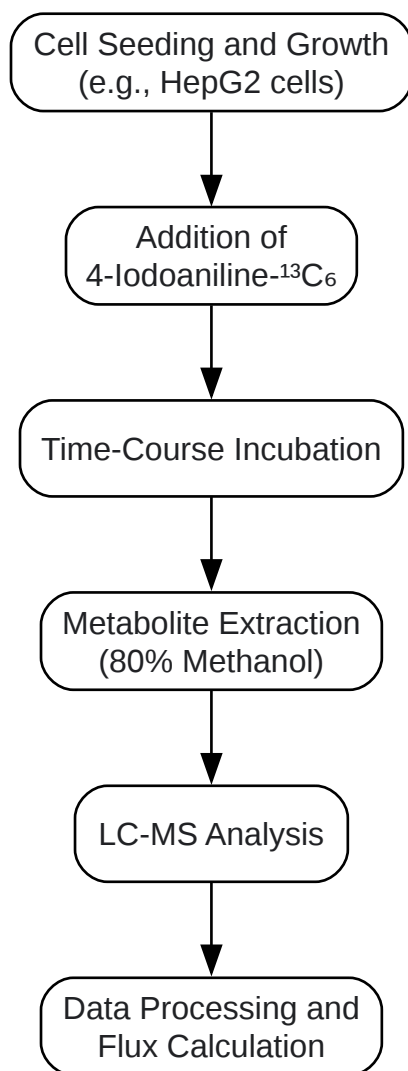 Cell Seeding and Growth
(e.g., HepG2 cells)
Addition of
4-Iodoaniline-¹³C₆
Time-Course Incubation
Metabolite Extraction
(80% Methanol)
LC-MS Analysis
Data Processing and
Flux Calculation